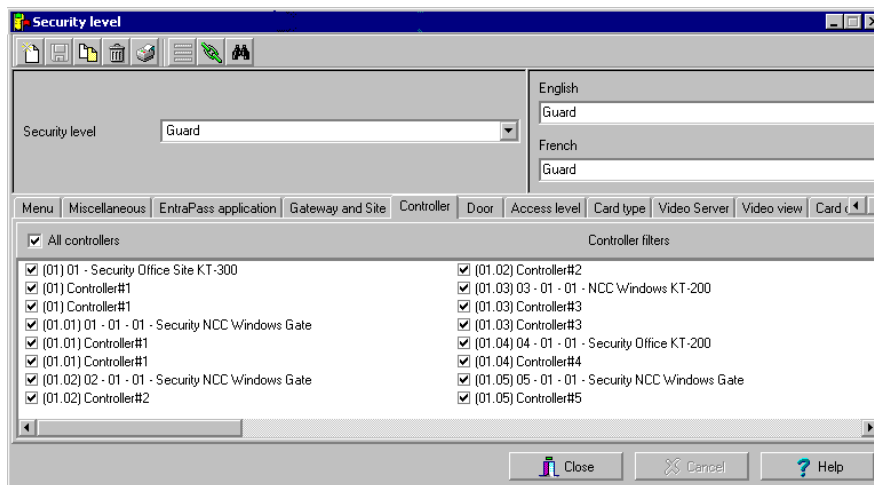 Security level
English
Guard
Security level
Guard
French
Guard
Menu Miscellaneous EntraPass application Gateway and Site Controller Door Access level Card type Video Server Video view Card
All controllers
Controller filters
(01) 01 - Security Office Site KT-300
(01) Controller#1
(01) Controller#1
(01.01) 01 - 01 - 01 - Security NCC Windows Gate
(01.01) Controller#1
(01.01) Controller#1
(01.02) 02 - 01 - 01 - Security NCC Windows Gate
(01.02) Controller#2
(01.02) Controller#2
(01.03) 03 - 01 - 01 - NCC Windows KT-200
(01.03) Controller#3
(01.03) Controller#3
(01.04) 04 - 01 - 01 - Security Office KT-200
(01.04) Controller#4
(01.05) 05 - 01 - 01 - Security NCC Windows Gate
(01.05) Controller#5
Close
Cancel
Help